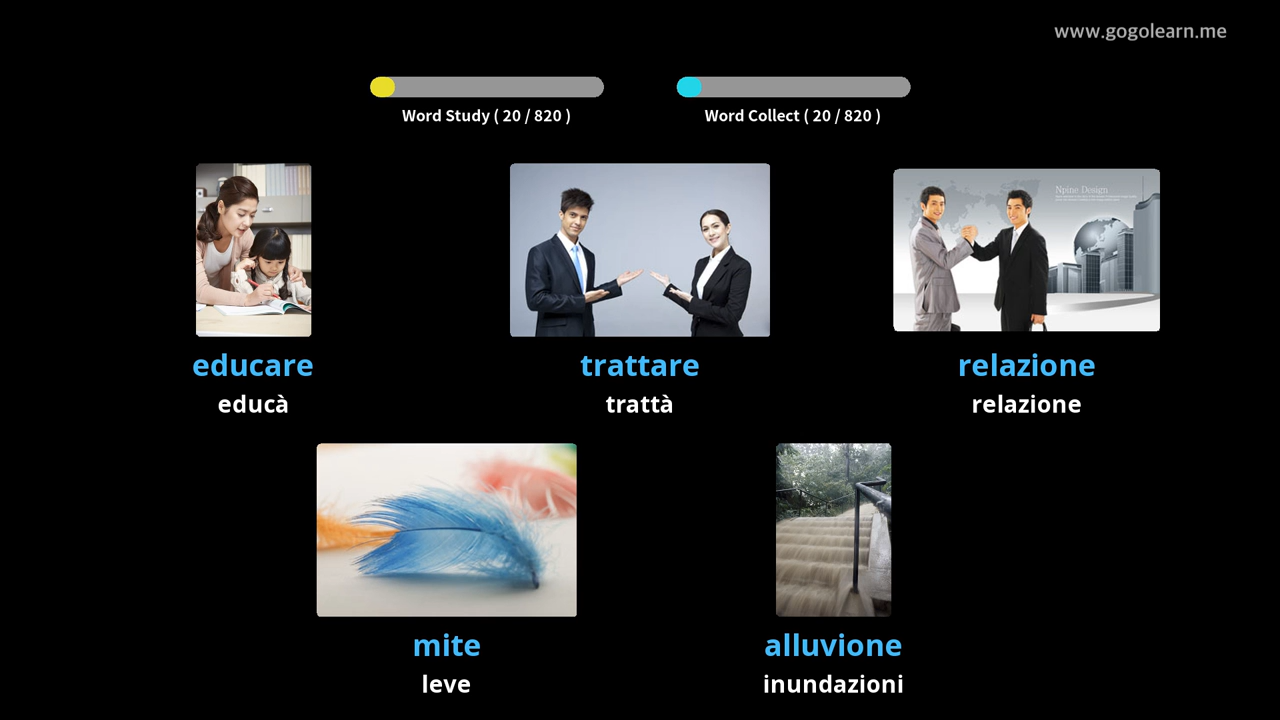 www.gogolearn.me
Word Study ( 20 / 820 )
Word Collect ( 20 / 820 )
Npine Design
educare
educà
trattare
trattà
relazione
relazione
mite
leve
alluvione
inundazioni